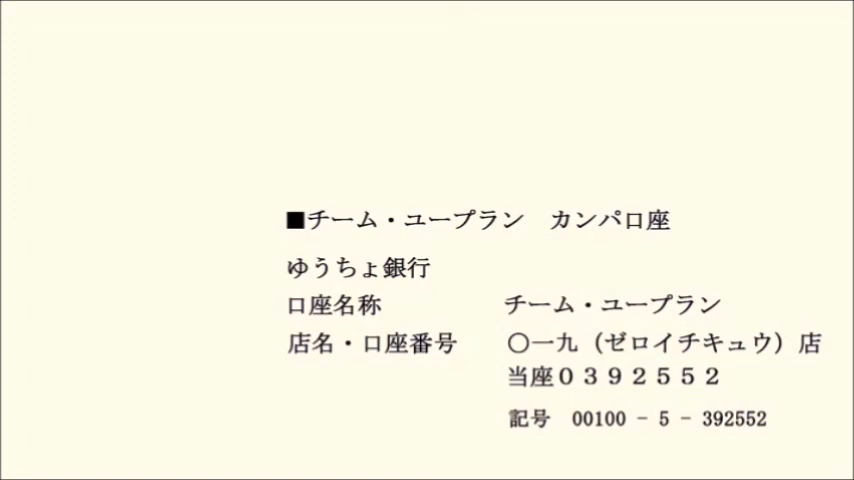 ■チーム・ユープラン　カンパ口座
ゆうちょ銀行
口座名称　チーム・ユープラン
店名・口座番号　〇一九（ゼロイチキュウ）店
当座０３９２５５２
記号　00100 － 5 － 392552